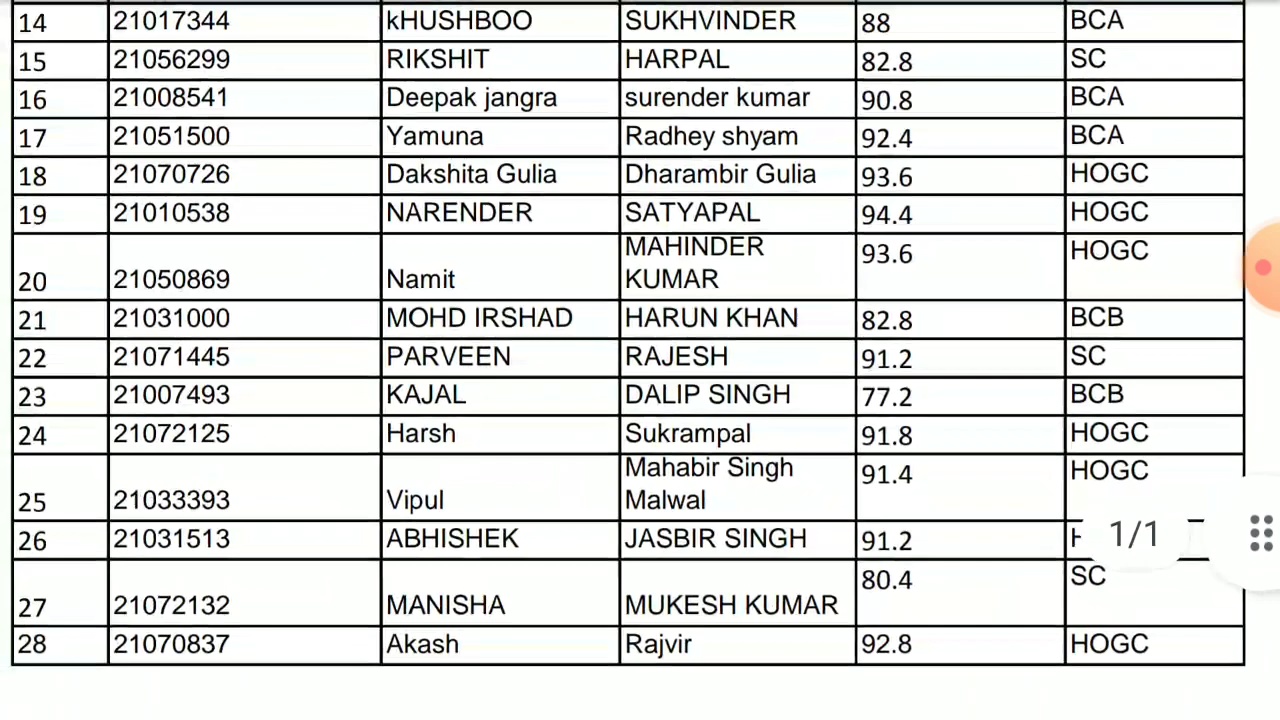 14 21017344 kHUSHBOO SUKHVINDER 88 BCA
15 21056299 RIKSHIT HARPAL 82.8 SC
16 21008541 Deepak jangra surender kumar 90.8 BCA
17 21051500 Yamuna Radhey shyam 92.4 BCA
18 21070726 Dakshita Gulia Dharambir Gulia 93.6 HOGC
19 21010538 NARENDER SATYAPAL 94.4 HOGC
MAHINDER 93.6 HOGC
20 21050869 Namit KUMAR
21 21031000 MOHD IRSHAD HARUN KHAN 82.8 BCB
22 21071445 PARVEEN RAJESH 91.2 SC
23 21007493 KAJAL DALIP SINGH 77.2 BCB
24 21072125 Harsh Sukrampal 91.8 HOGC
Mahabir Singh 91.4 HOGC
25 21033393 Vipul Malwal
26 21031513 ABHISHEK JASBIR SINGH 91.2
1/1
80.4 SC
27 21072132 MANISHA MUKESH KUMAR
28 21070837 Akash Rajvir 92.8 HOGC